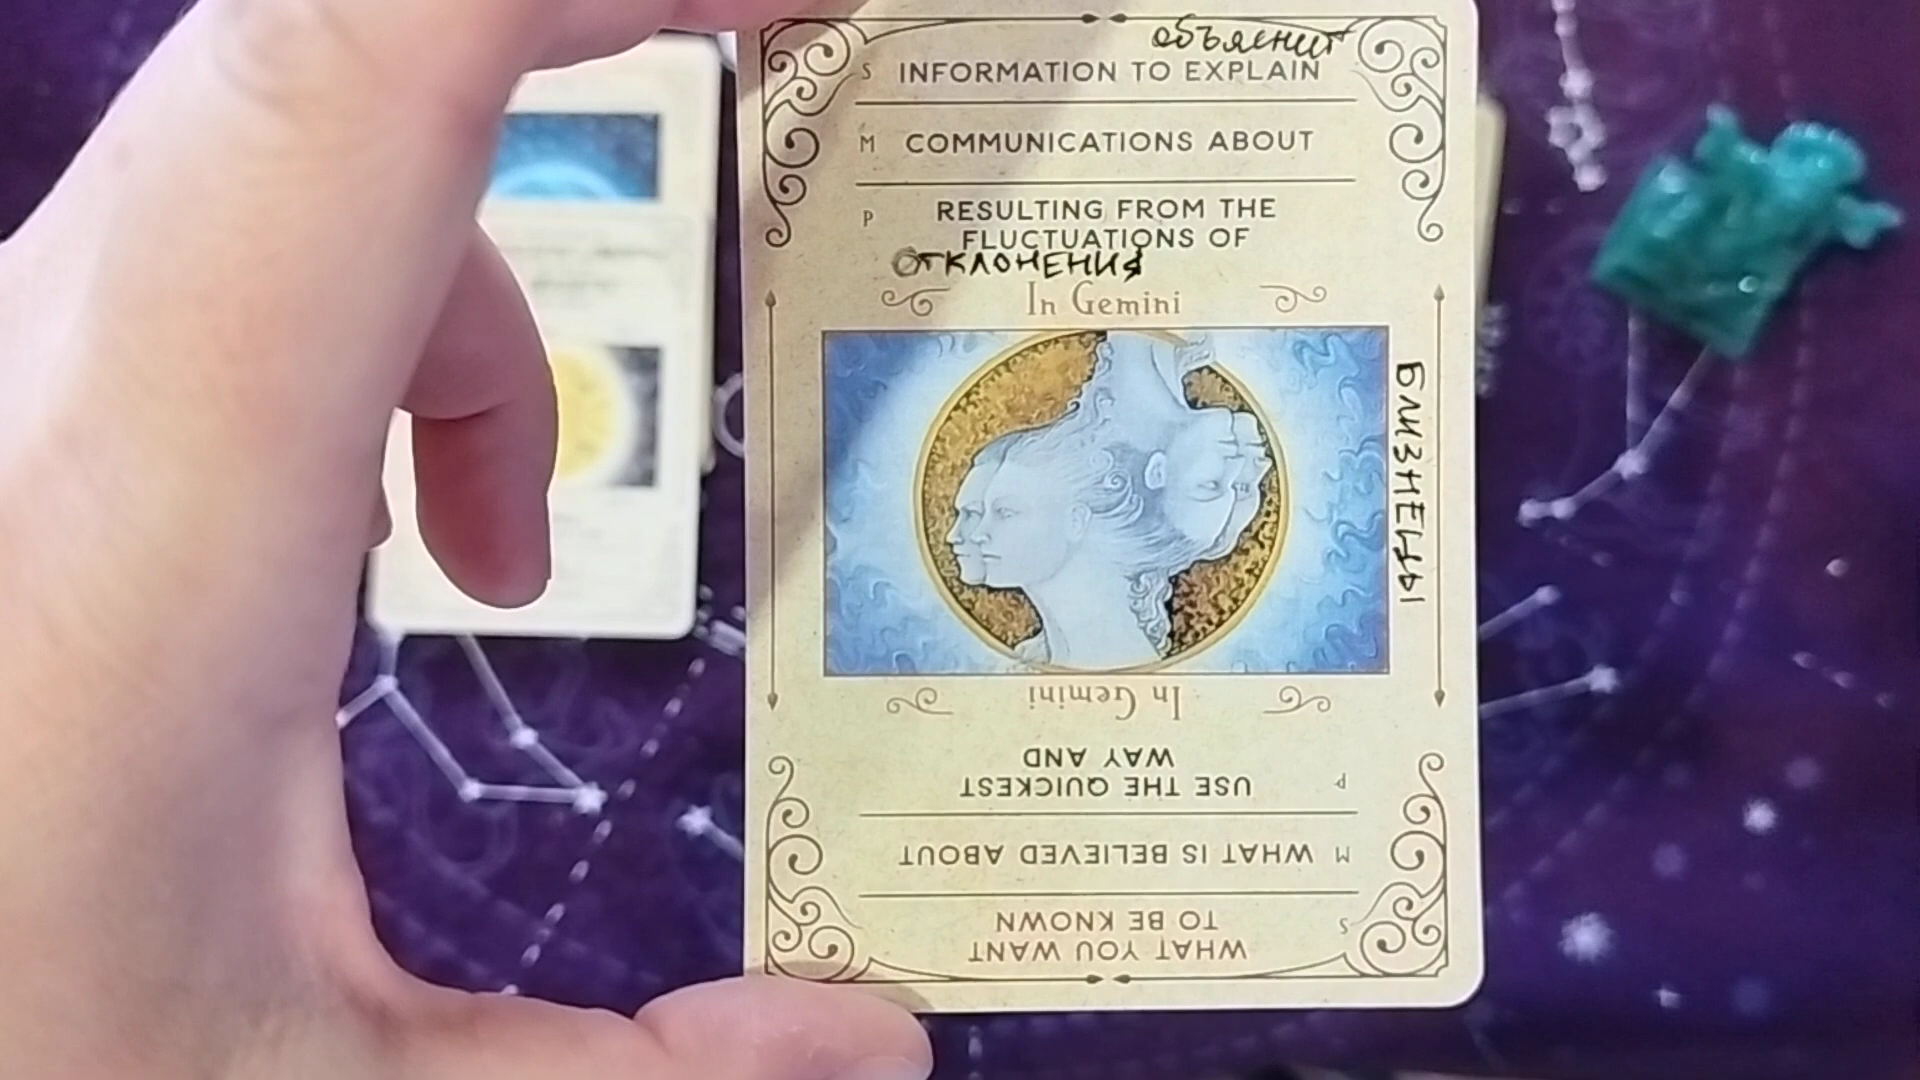 объяснит
S INFORMATION TO EXPLAIN
M COMMUNICATIONS ABOUT
P RESULTING FROM THE
FLUCTUATIONS OF
ОТКЛОНЕНИЯ
In Gemini
БЛИЗНЕЦЫ
In Gemini
WAY AND
P USE THE QUICKEST
M WHAT IS BELIEVED ABOUT
TO BE KNOWN
S WHAT YOU WANT